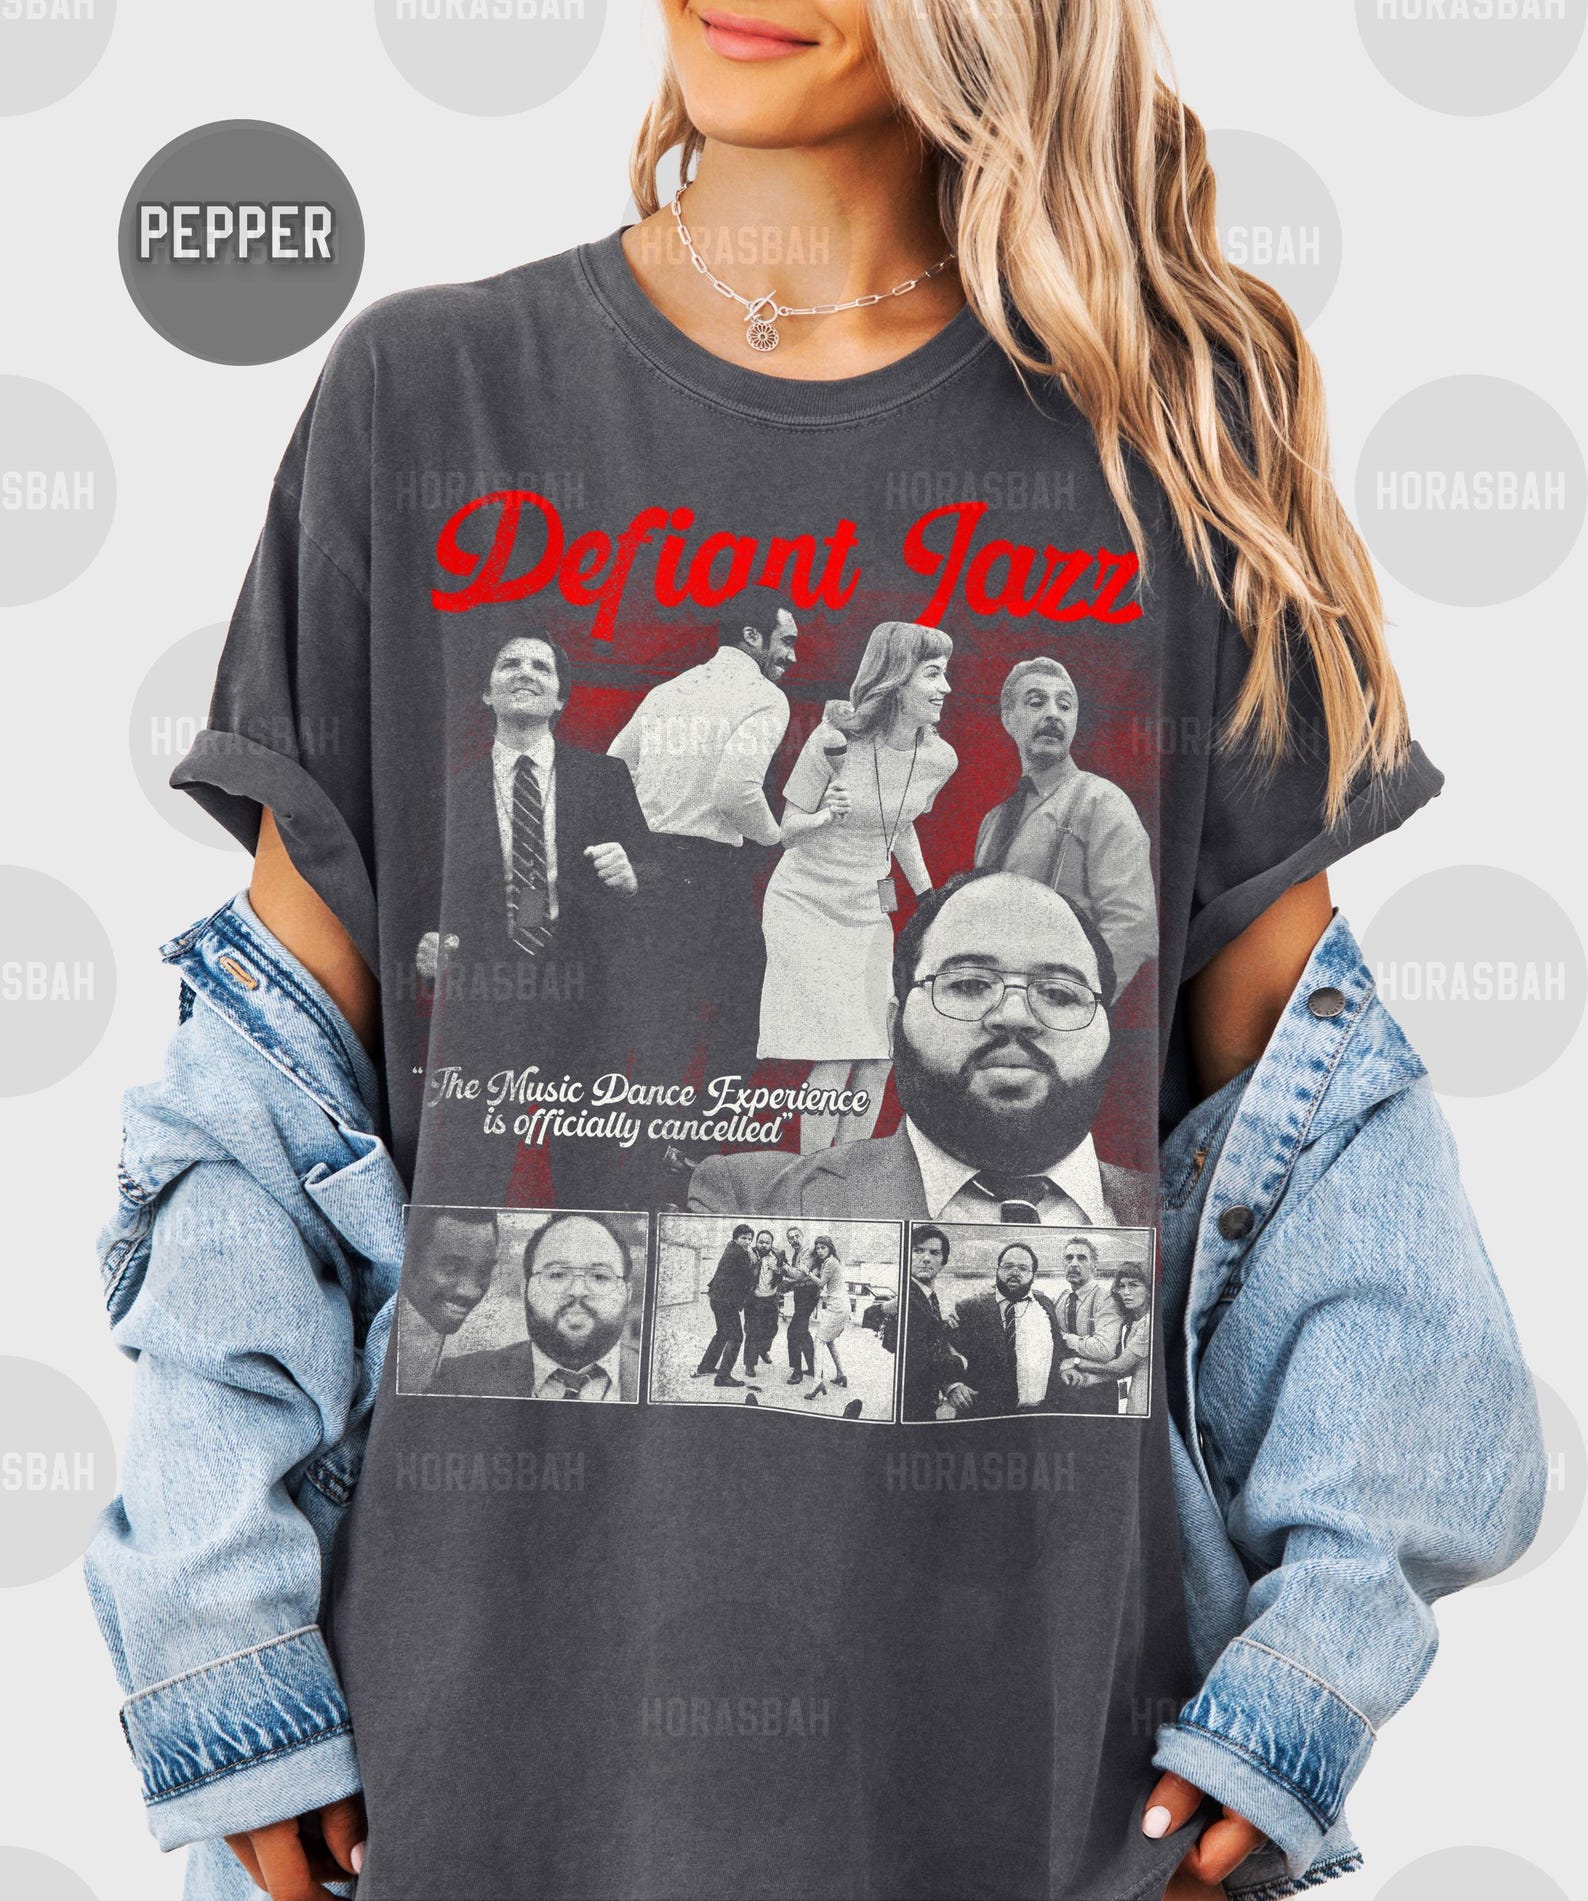 HORASBAH
PEPPER
Defiant Jazz
“The Music Dance Experience
is officially cancelled”